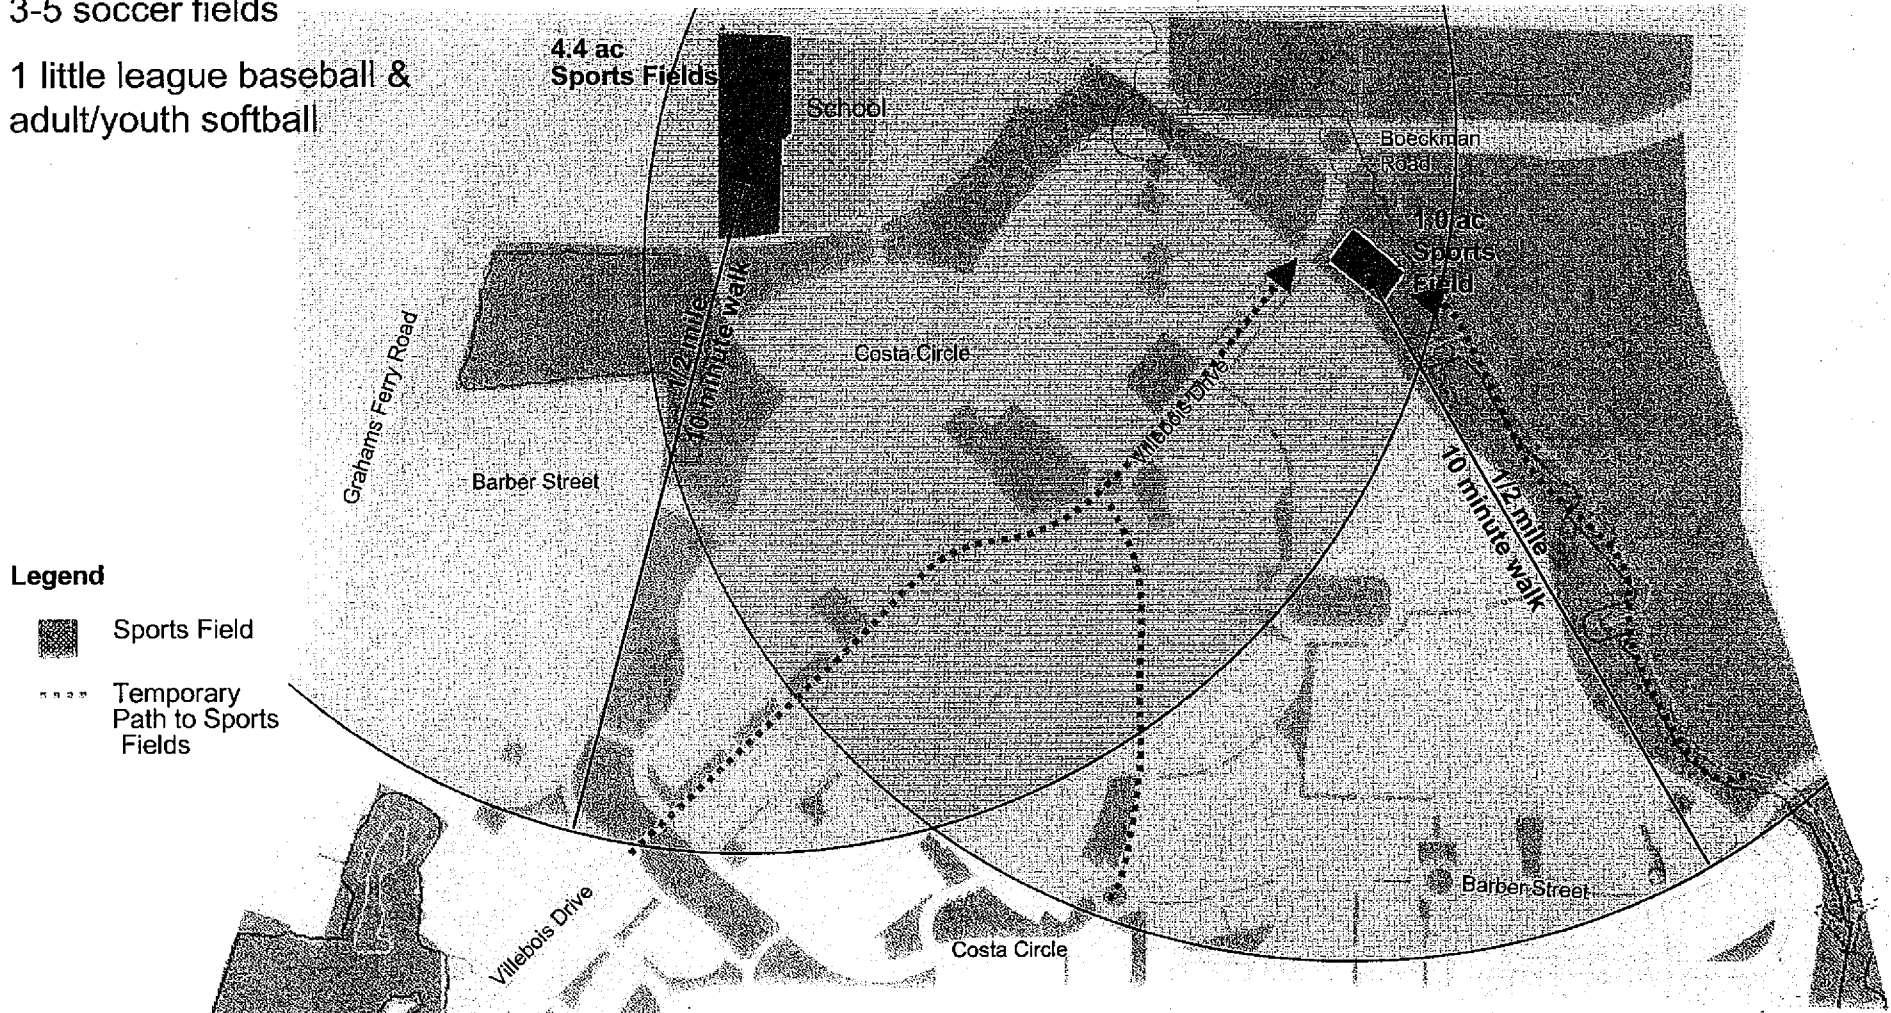 3-5 soccer fields
1 little league baseball &
adult/youth softball
4.4 ac
Sports Fields
School
Boeckman
Road
1.0 ac
Sports
Field
1/2 mile
10 minute walk
Costa Circle
Villebois Drive
Grahams Ferry Road
Barber Street
1/2 mile
10 minute walk
Legend
Sports Field
Temporary
Path to Sports
Fields
Barber Street
Villebois Drive
Costa Circle